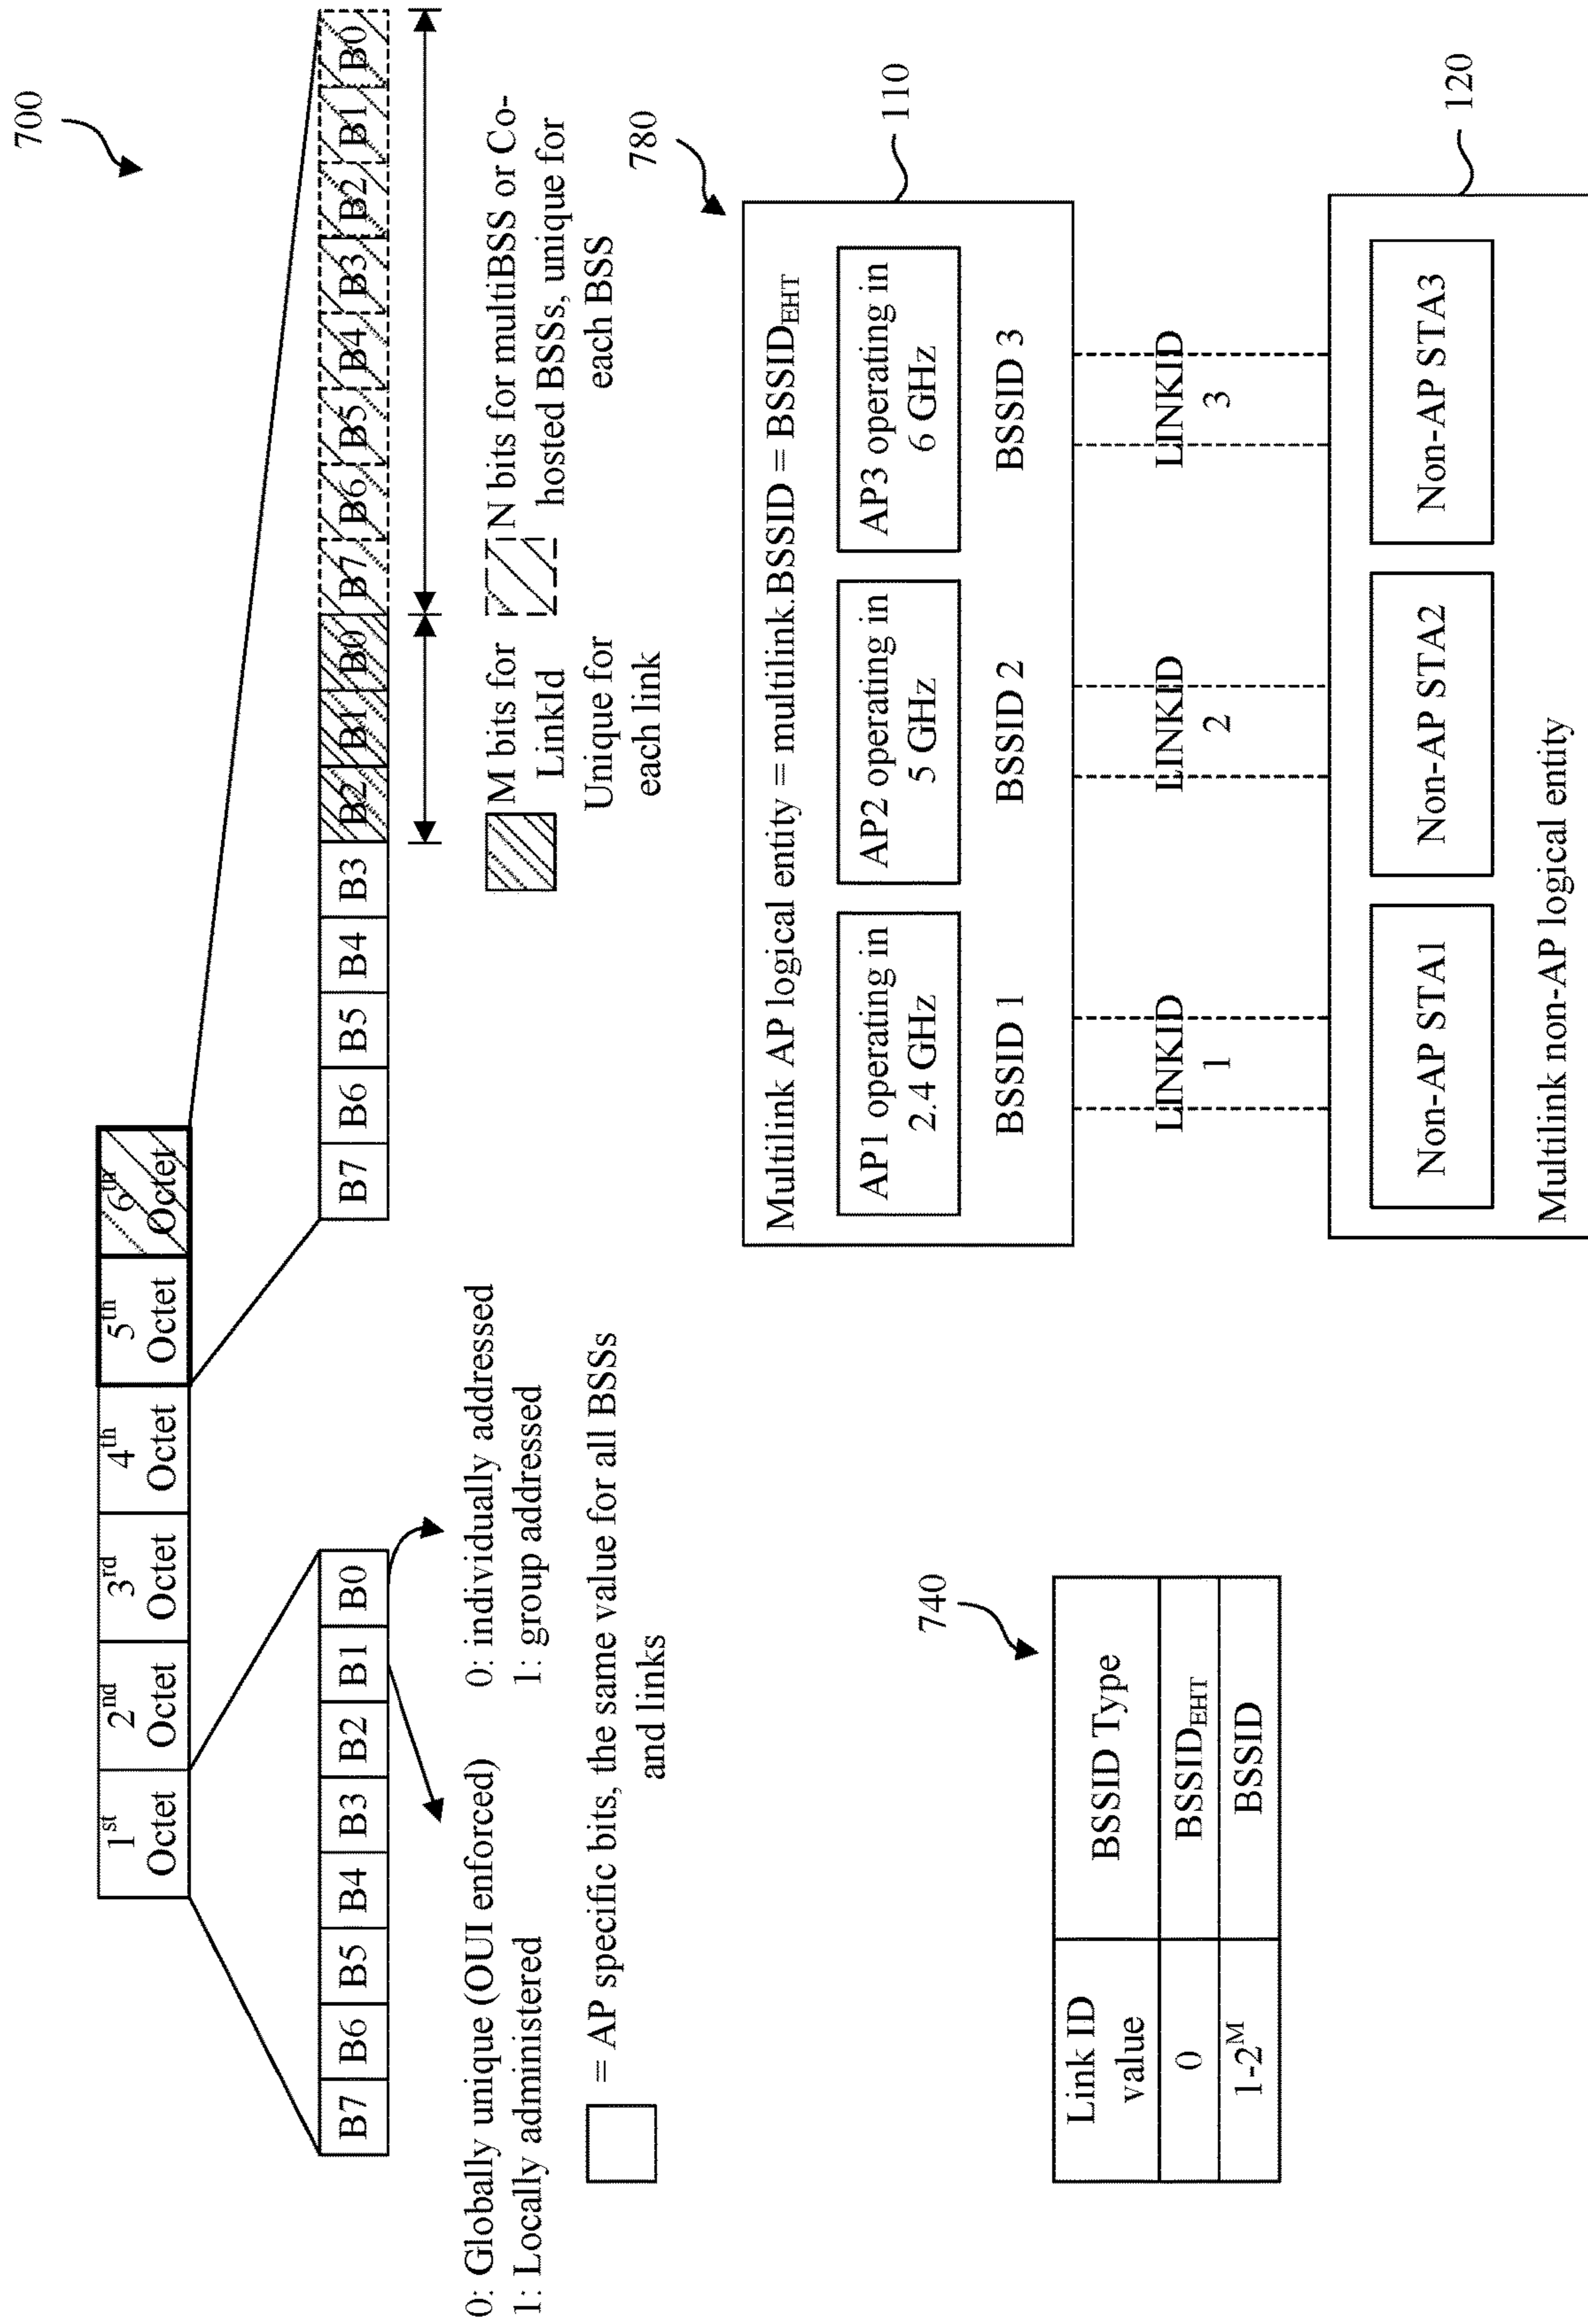 700
1st Octet
2nd Octet
3rd Octet
4th Octet
5th Octet
6th Octet
B7 B6 B5 B4 B3 B2 B1 B0
B7 B6 B5 B4 B3 B2 B1 B0 B7 B6 B5 B4 B3 B2 B1 B0
0: Globally unique (OUI enforced)
1: Locally administered
0: individually addressed
1: group addressed
= AP specific bits, the same value for all BSSs
and links
M bits for
LinkId
Unique for
each link
N bits for multiBSS or Co-
hosted BSSs, unique for
each BSS
740
Link ID
value
BSSID Type
0
BSSIDEHT
1-2M
BSSID
780
Multilink AP logical entity = multilink.BSSID = BSSIDEHT
110
AP1 operating in
2.4 GHz
AP2 operating in
5 GHz
AP3 operating in
6 GHz
BSSID 1
BSSID 2
BSSID 3
LINKID
1
LINKID
2
LINKID
3
120
Non-AP STA1
Non-AP STA2
Non-AP STA3
Multilink non-AP logical entity